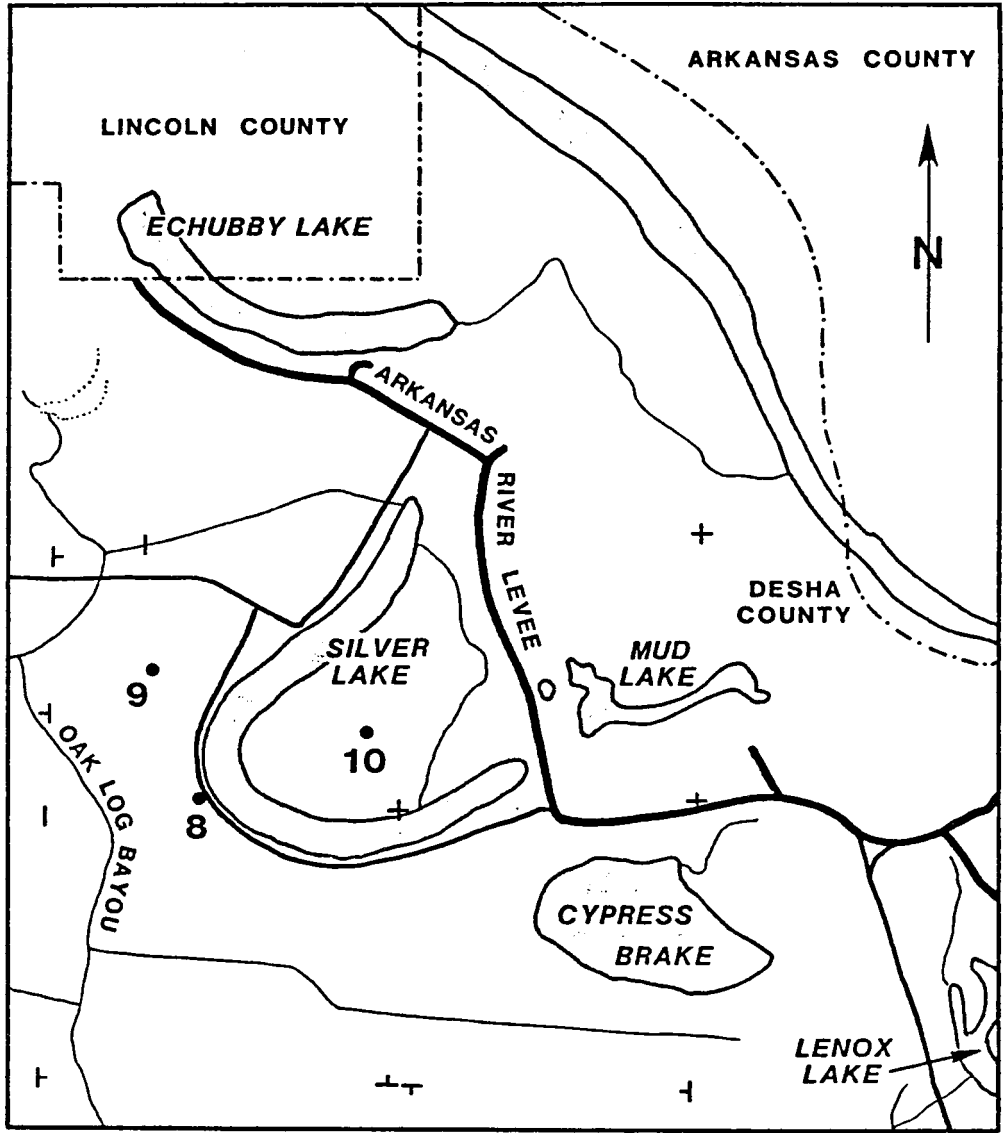 ARKANSAS COUNTY
LINCOLN COUNTY
ECHUBBY LAKE
N
ARKANSAS
RIVER LEVEE
DESHA
COUNTY
SILVER
LAKE
MUD
LAKE
9
10
8
OAK LOG BAYOU
CYPRESS
BRAKE
LENOX
LAKE